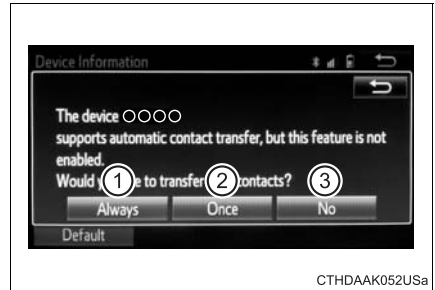 Device Information
The device ○○○○
supports automatic contact transfer, but this feature is not
enabled.
Would to transfer contacts?
1 2 3
Always Once No
Default
CTHDAAK052USa